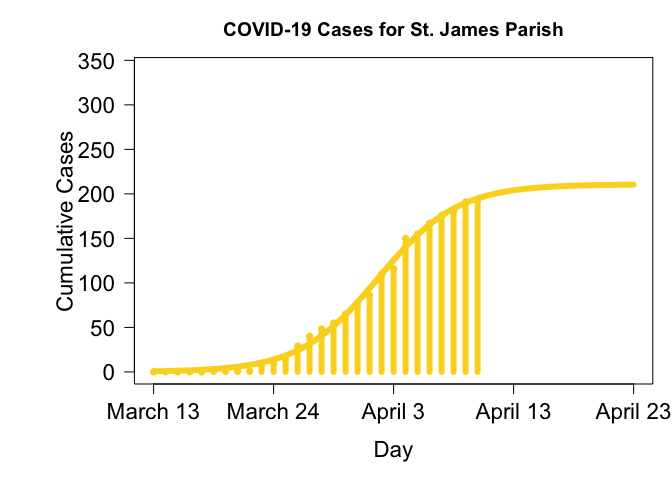 COVID-19 Cases for St. James Parish
350
300
250
200
150
100
50
0
Cumulative Cases
March 13 March 24 April 3 April 13 April 23
Day